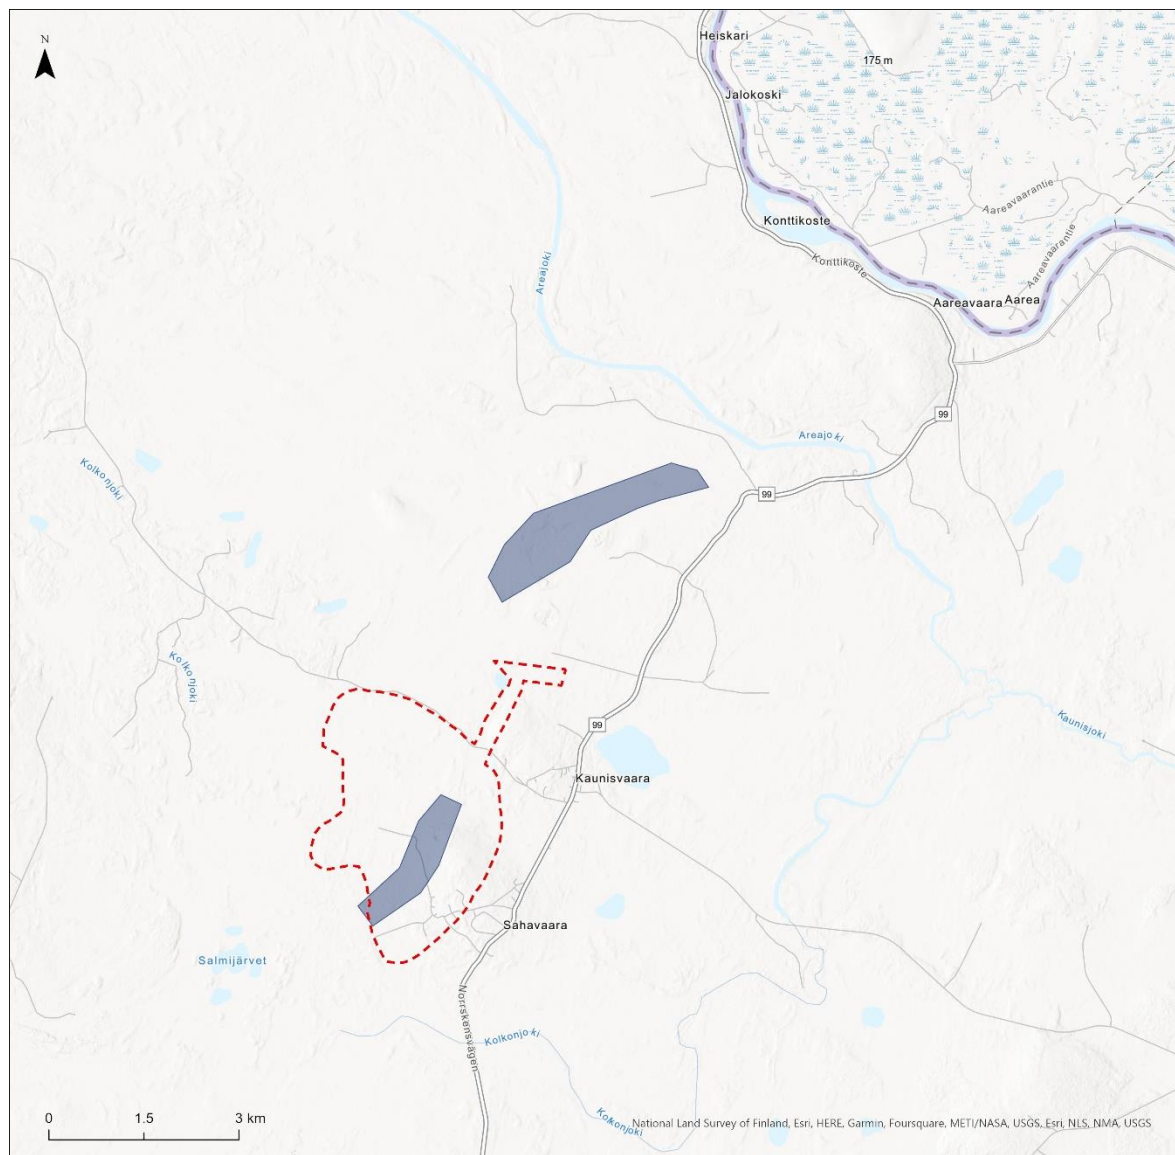 N
Heiskari
175 m
Jalokoski
Aareavaarantie
Konttikoste
Konttikoste
Aareavaarantie
Areajoki
Aareavaara
Aarea
99
Areajoki
Kolkonjoki
99
Kolkonjoki
99
Kaunisjoki
Kaunisvaara
Sahavaara
Salmijärvet
Norrskensvägen
Kolkonjoki
Kolkonjoki
0 1.5 3 km
National Land Survey of Finland, Esri, HERE, Garmin, Foursquare, METI/NASA, USGS, Esri, NLS, NMA, USGS